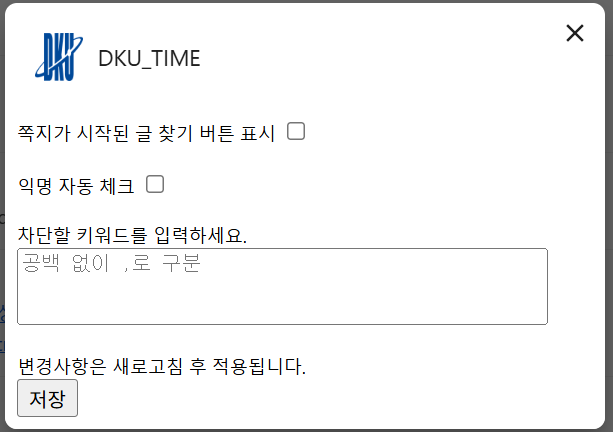 DKU
DKU_TIME
쪽지가 시작된 글 찾기 버튼 표시
익명 자동 체크
차단할 키워드를 입력하세요.
공백 없이 ,로 구분
변경사항은 새로고침 후 적용됩니다.
저장